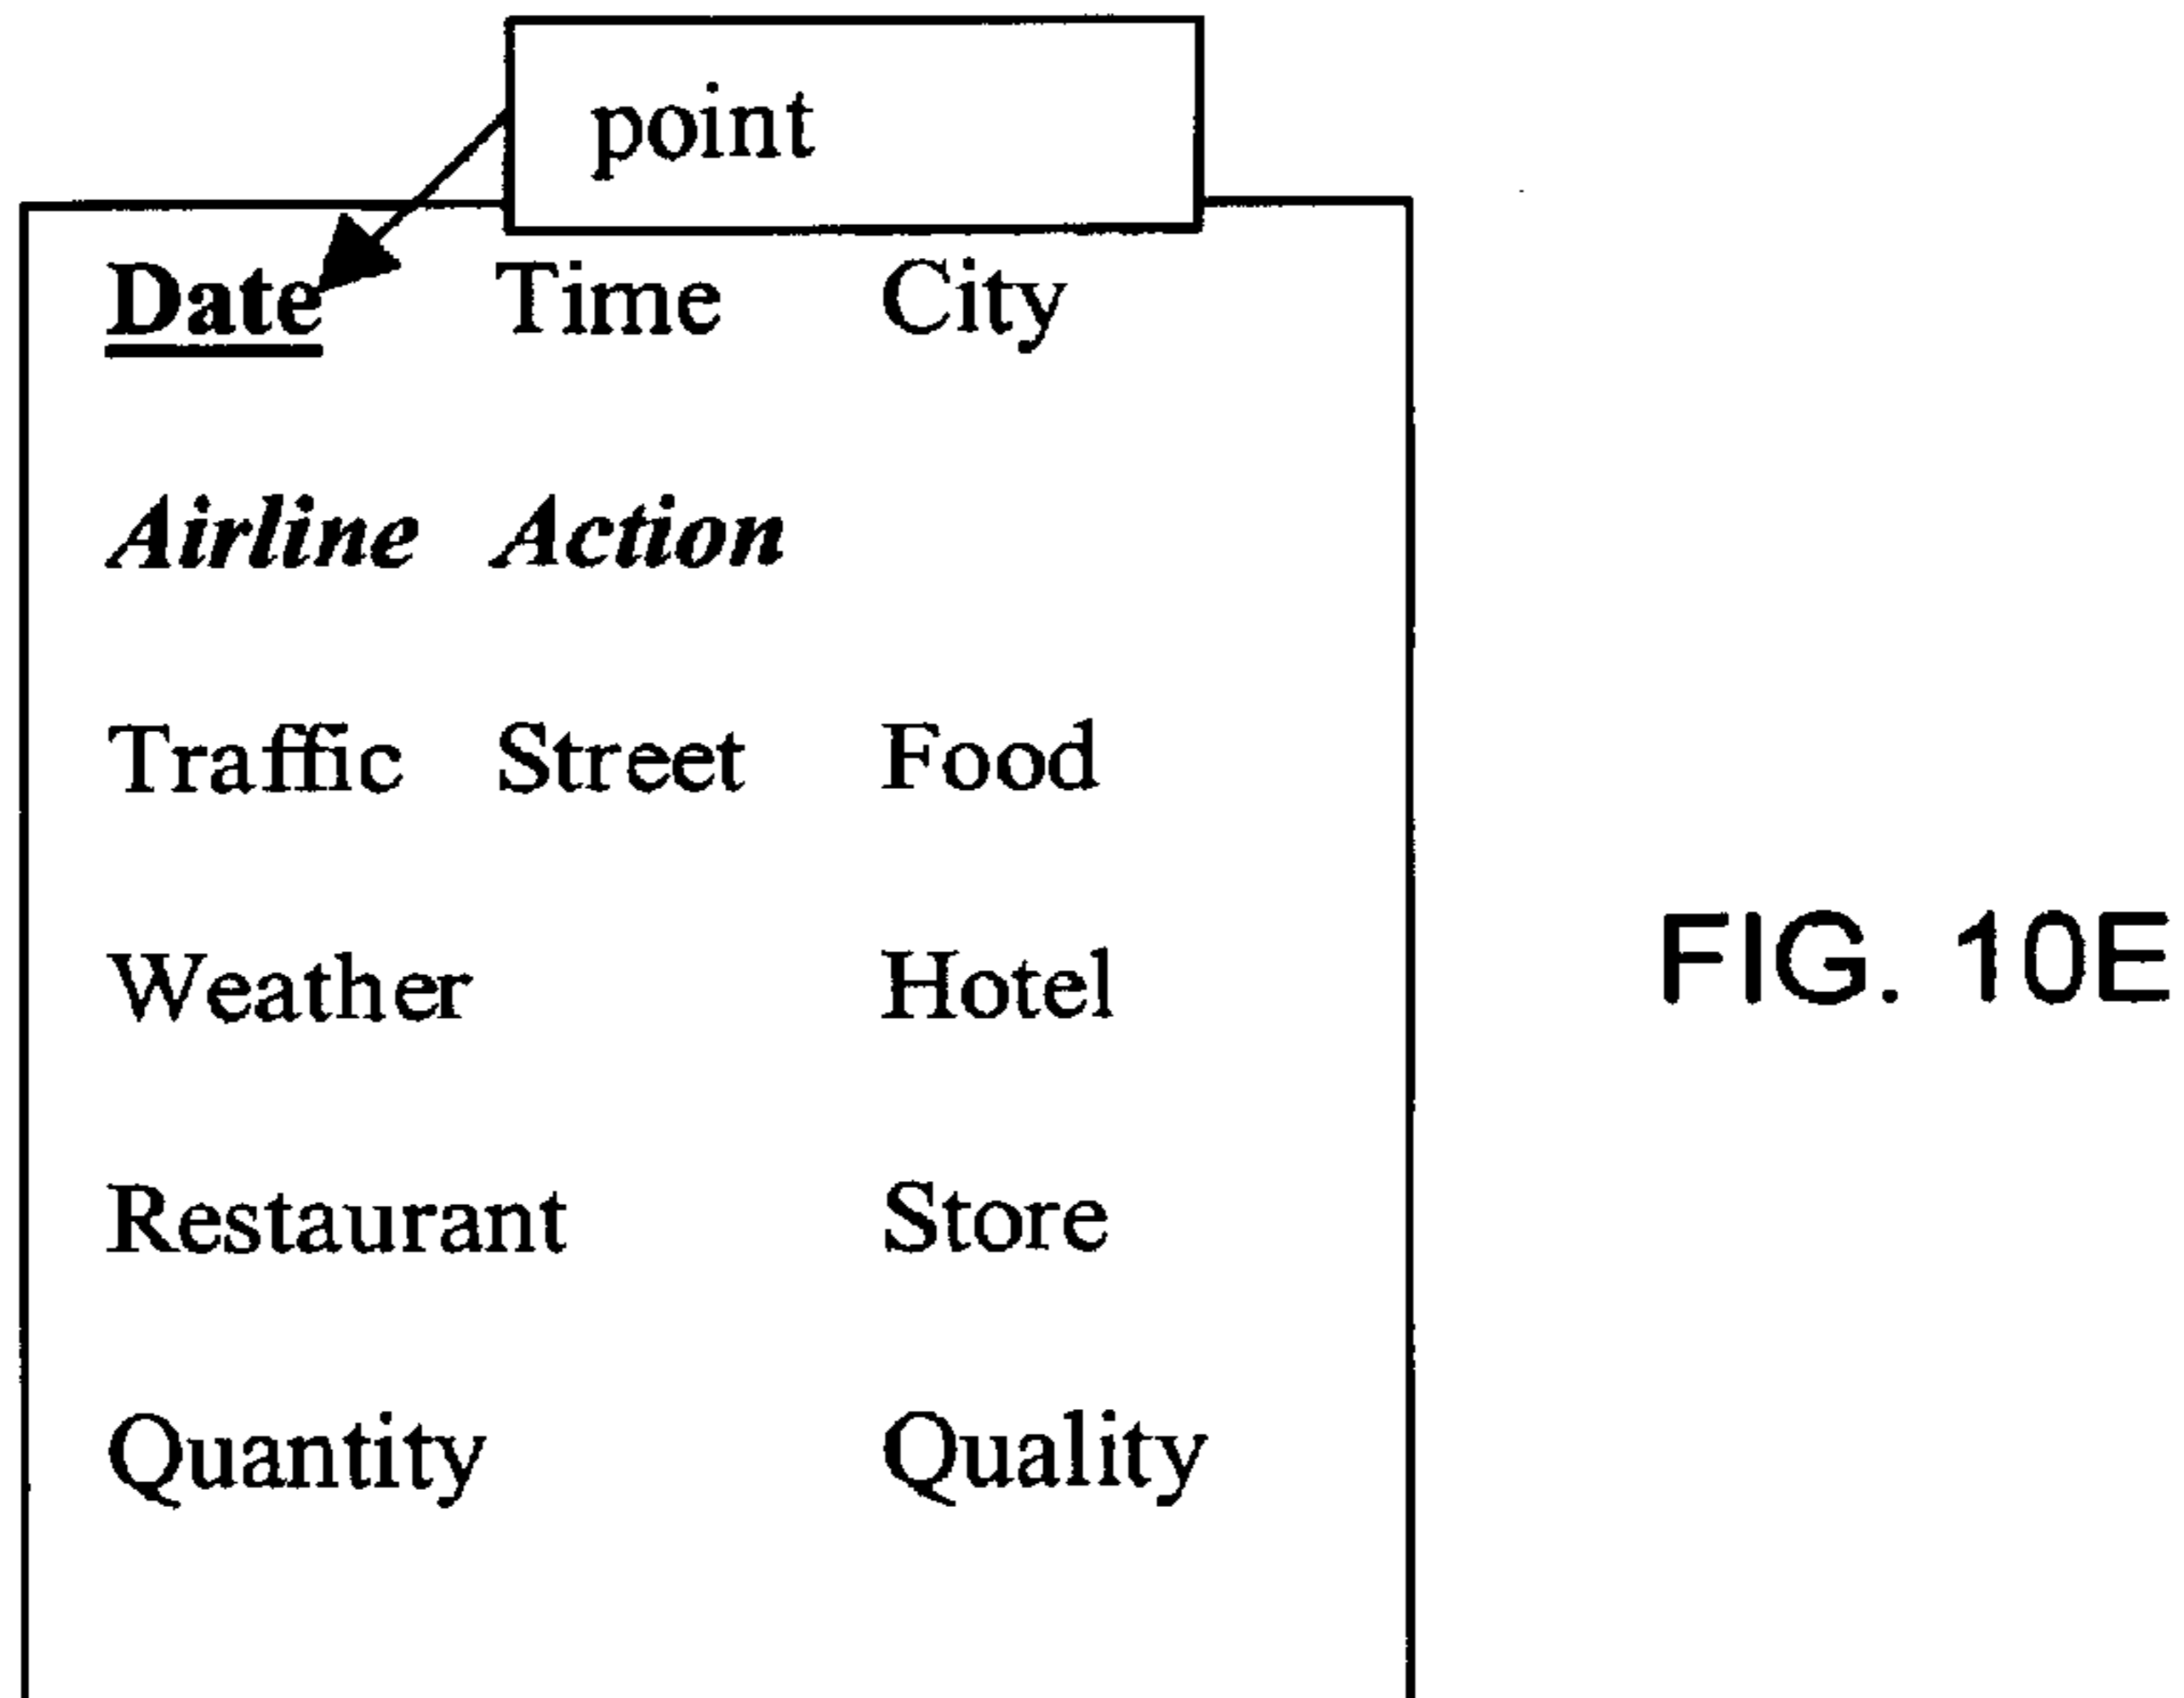 point
Date Time City
Airline Action
Traffic Street Food
Weather Hotel
FIG. 10E
Restaurant Store
Quantity Quality